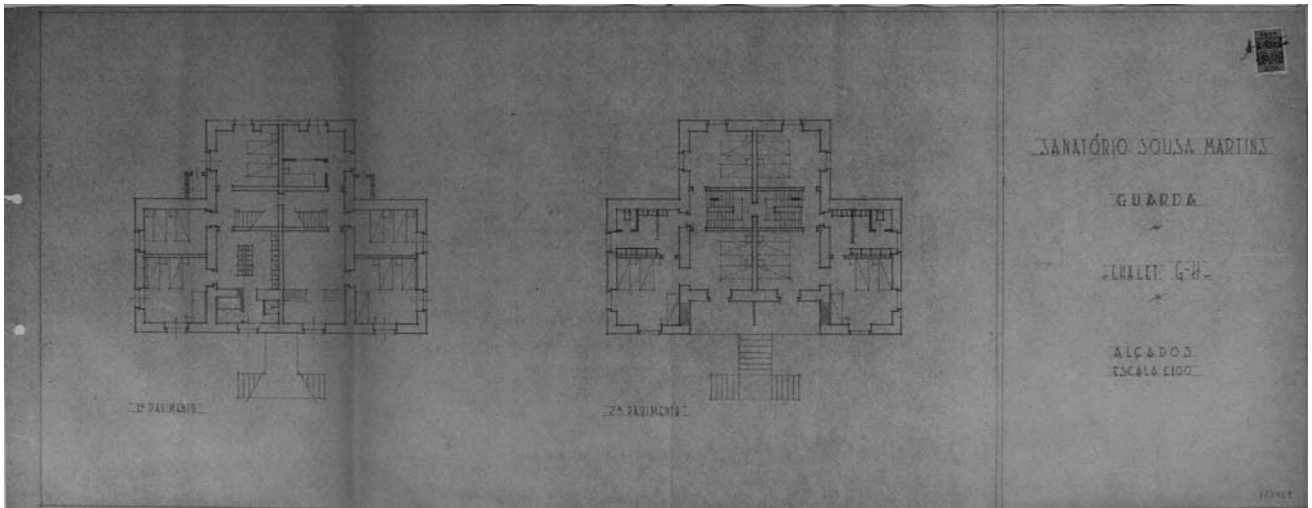 1º PAVIMENTO
2º PAVIMENTO
SANATÓRIO SOUSA MARTINS
GUARDA
CHALET G-H
ALÇADOS
ESCALA 1:100